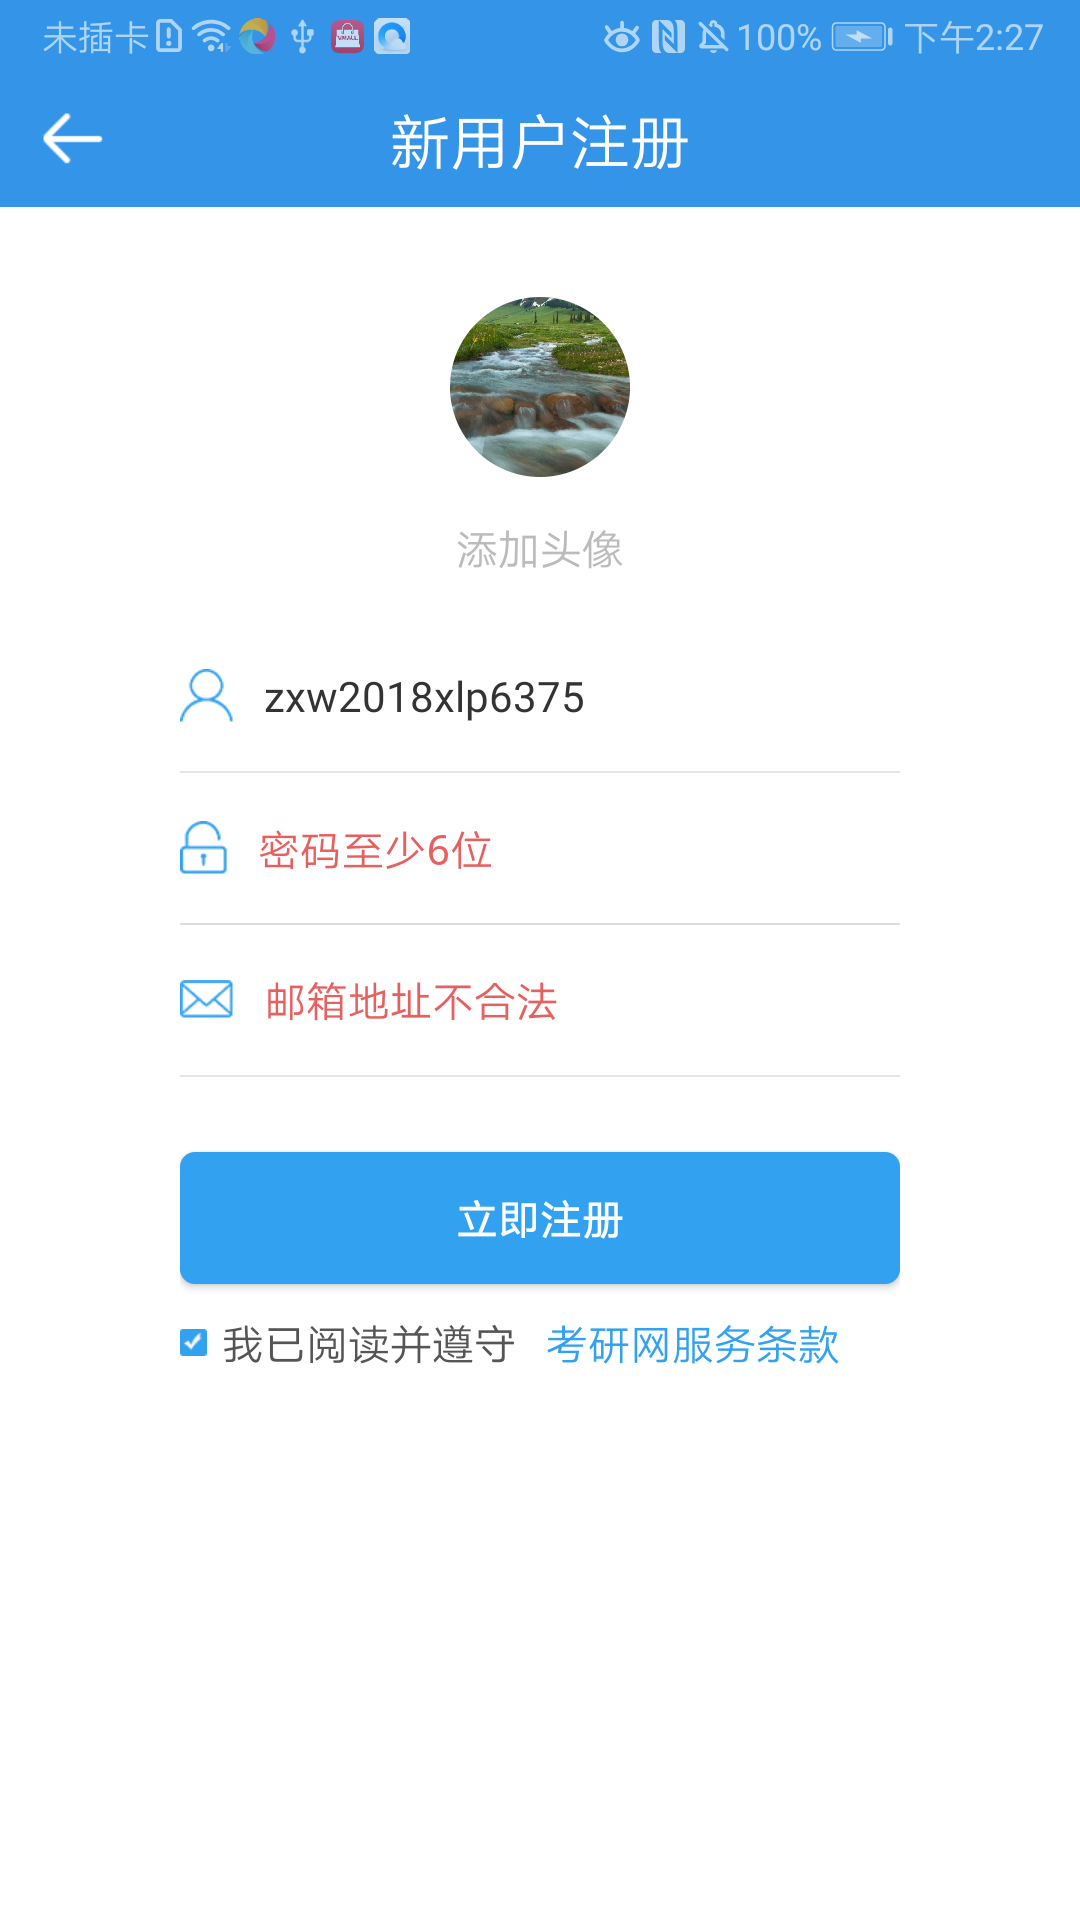 未插卡 100% 下午2:27
新用户注册
添加头像
zxw2018xlp6375
密码至少6位
邮箱地址不合法
立即注册
我已阅读并遵守 考研网服务条款